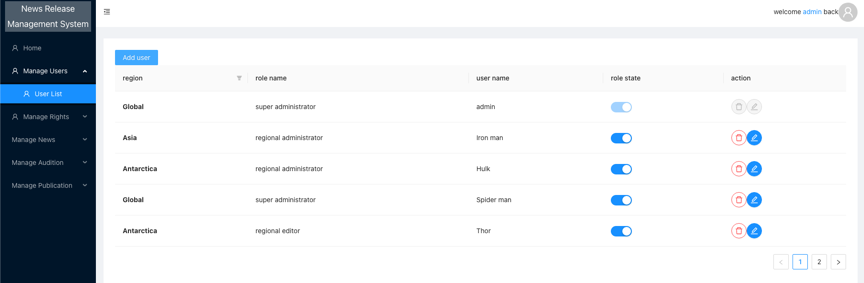 News Release
Management System
welcome admin back
Home
Manage Users
User List
Manage Rights
Manage News
Manage Audition
Manage Publication
Add user
region role name user name role state action
Global super administrator admin
Asia regional administrator Iron man
Antarctica regional administrator Hulk
Global super administrator Spider man
Antarctica regional editor Thor
1 2